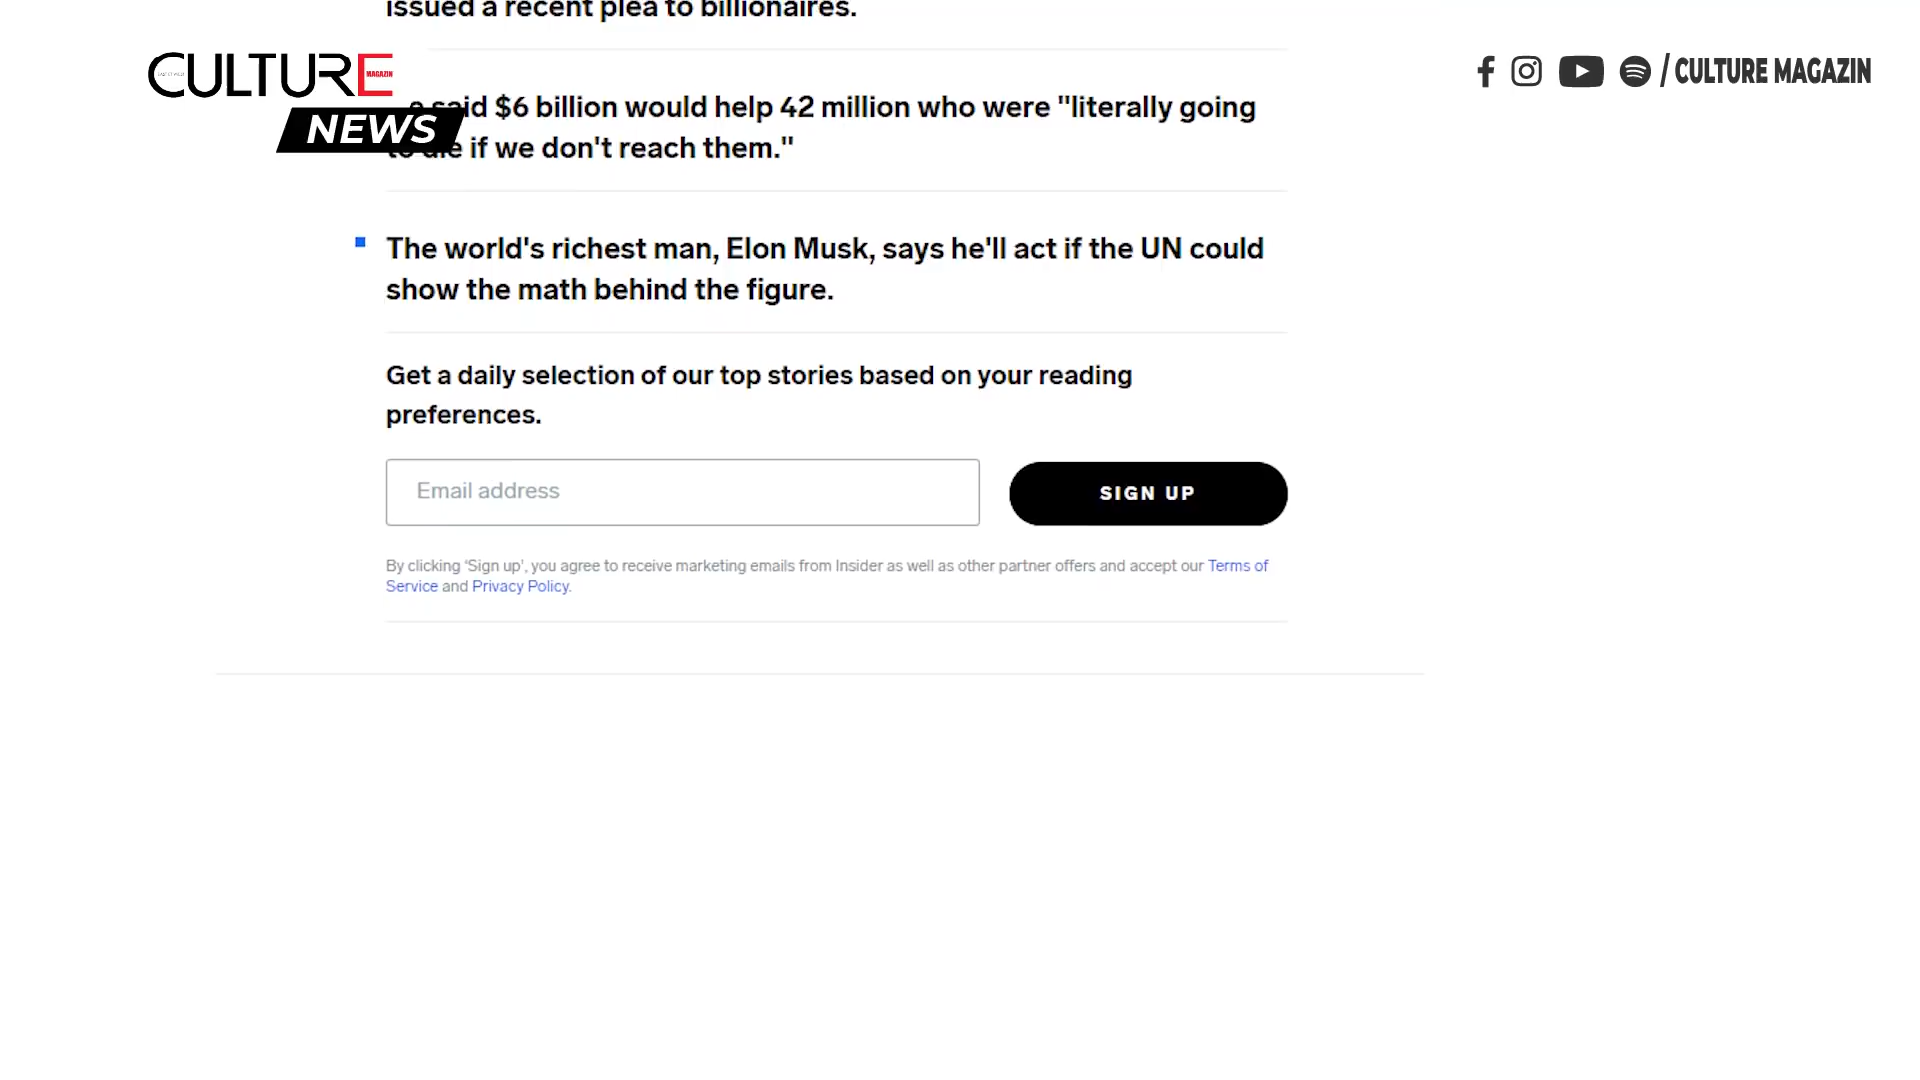 issued a recent plea to billionaires.
CULTURE
MAGAZIN
NEWS
/ CULTURE MAGAZIN
said $6 billion would help 42 million who were "literally going
to die if we don't reach them."
The world's richest man, Elon Musk, says he'll act if the UN could
show the math behind the figure.
Get a daily selection of our top stories based on your reading
preferences.
Email address
SIGN UP
By clicking 'Sign up', you agree to receive marketing emails from Insider as well as other partner offers and accept our Terms of
Service and Privacy Policy.